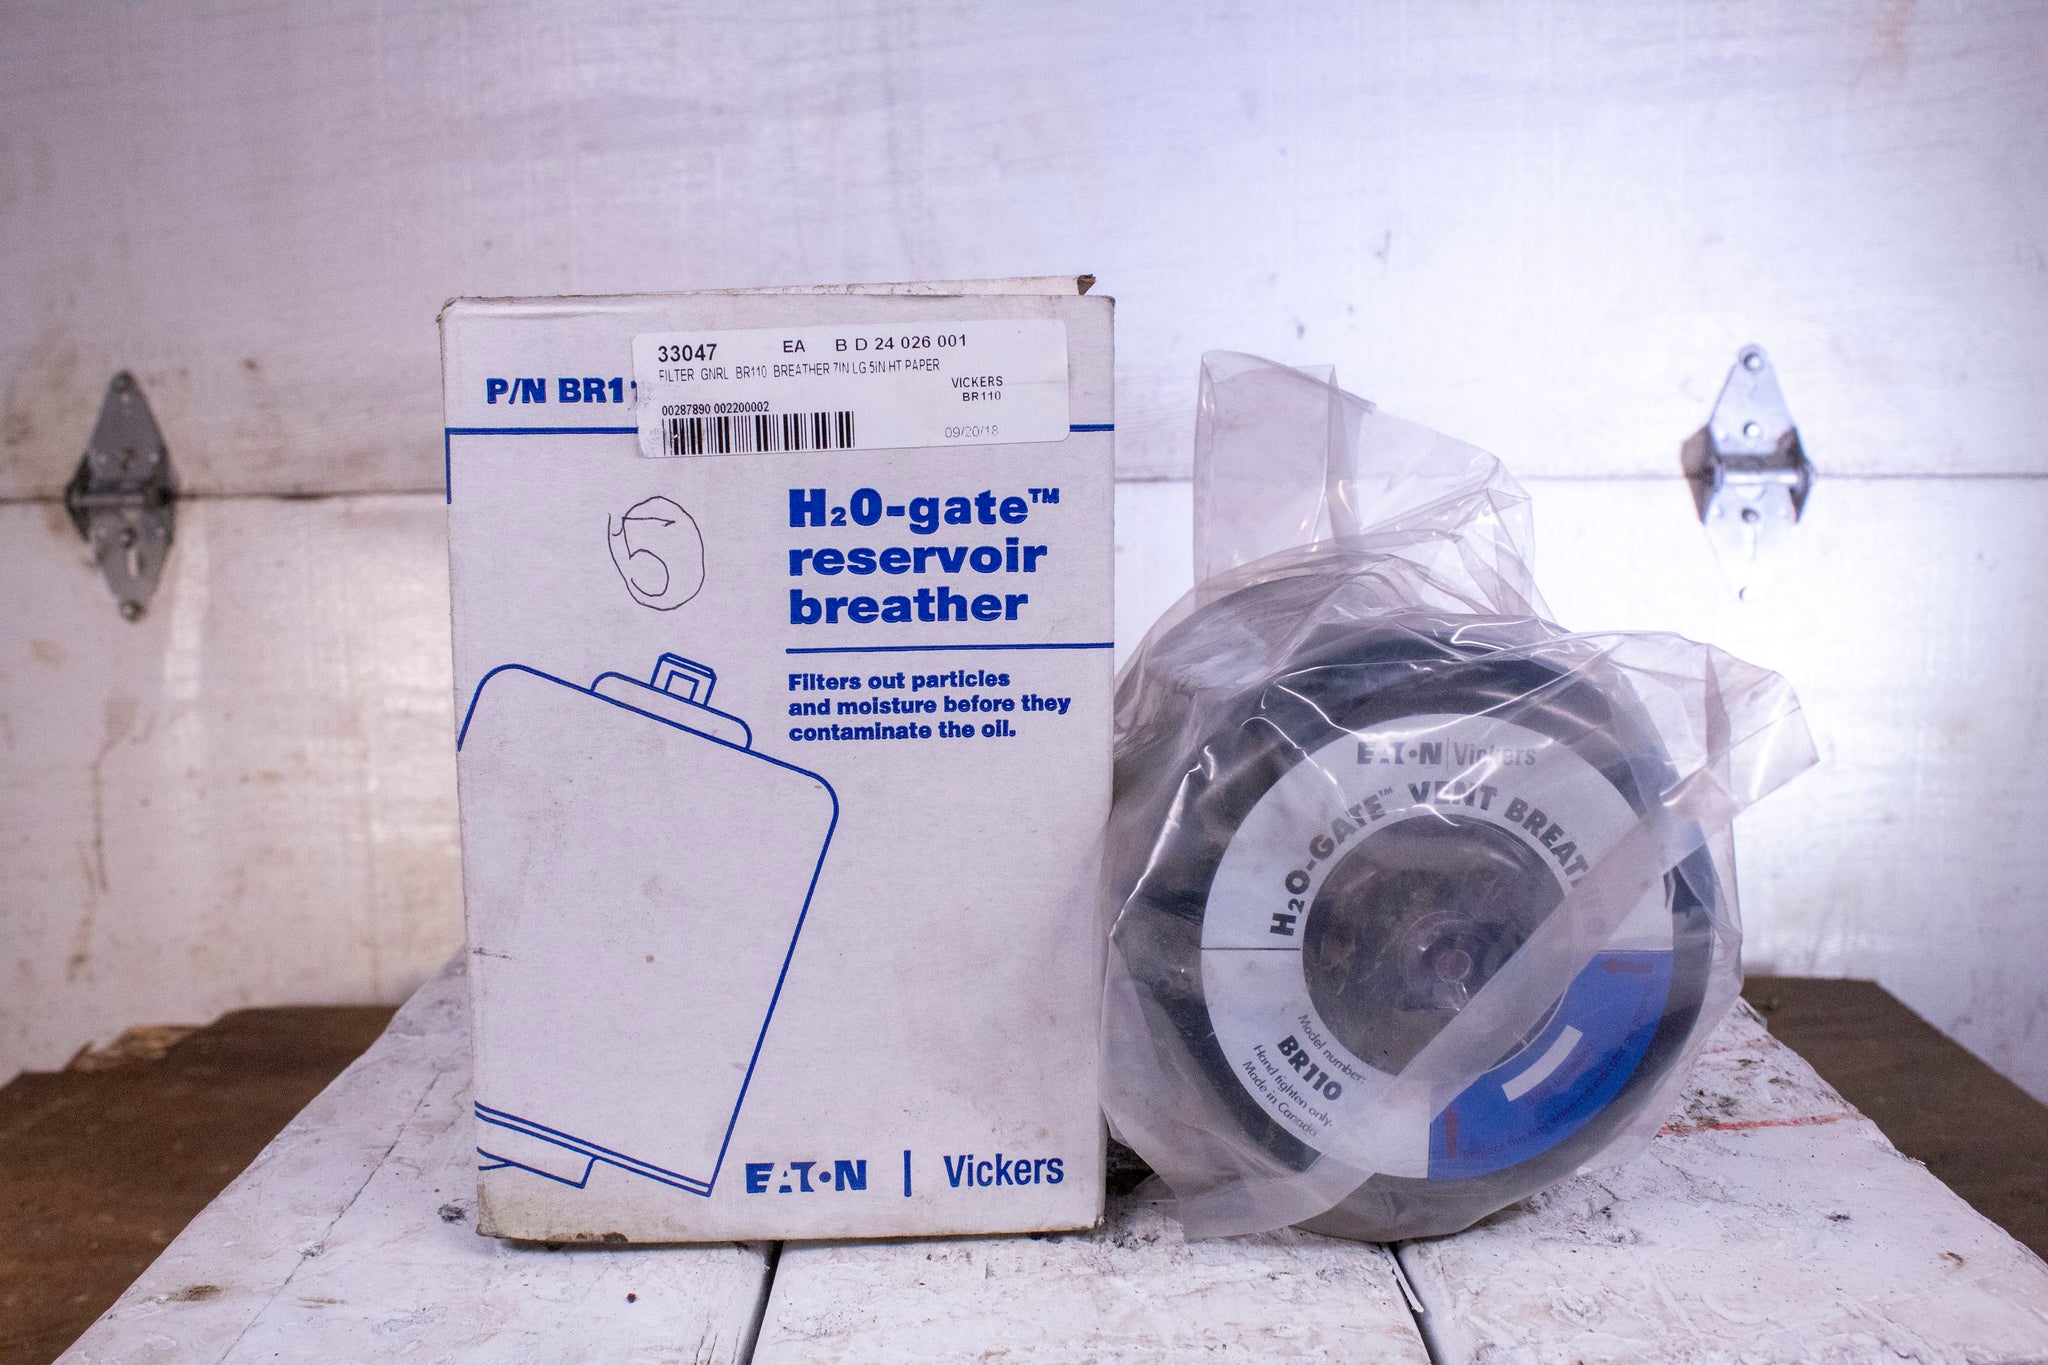 33047 EA B D 24 026 001
FILTER GNRL BR110 BREATHER 7IN LG 5IN HT PAPER
VICKERS
BR110
00287890 002200002
09/20/18
P/N BR11
5
H₂O-gate™
reservoir
breather
Filters out particles
and moisture before they
contaminate the oil.
EATON | Vickers
EATON | Vickers
H₂O-GATE™ VENT
Model number:
BR110
Hand tighten only.
Made in Canada